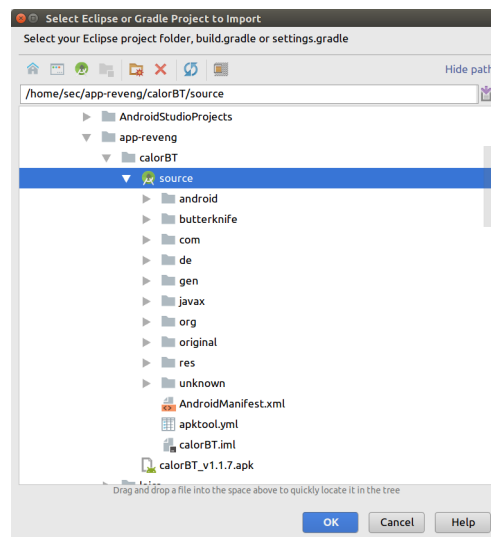 Select Eclipse or Gradle Project to Import
Select your Eclipse project folder, build.gradle or settings.gradle
Hide path
/home/sec/app-reveng/calorBT/source
AndroidStudioProjects
app-reveng
calorBT
source
android
butterknife
com
de
gen
javax
org
original
res
unknown
AndroidManifest.xml
apktool.yml
calorBT.iml
calorBT_v1.1.7.apk
Drag and drop a file into the space above to quickly locate it in the tree
OK Cancel Help